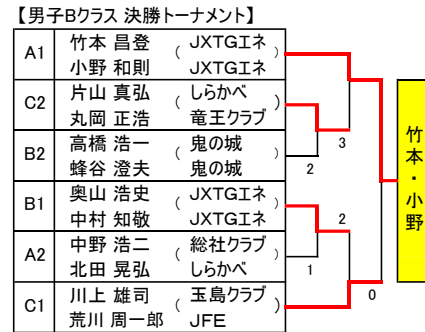 【男子Bクラス 決勝トーナメント】
A1 竹本 昌登 ( JXTGエネ )
小野 和則 JXTGエネ
C2 片山 真弘 ( しらかべ )
丸岡 正浩 竜王クラブ
B2 高橋 浩一 ( 鬼の城 )
蜂谷 澄夫 鬼の城
B1 奥山 浩史 ( JXTGエネ )
中村 知敬 JXTGエネ
A2 中野 浩二 ( 総社クラブ )
北田 晃弘 しらかべ
C1 川上 雄司 ( 玉島クラブ )
荒川 周一郎 JFE
3
2
2
1
0
竹本・小野